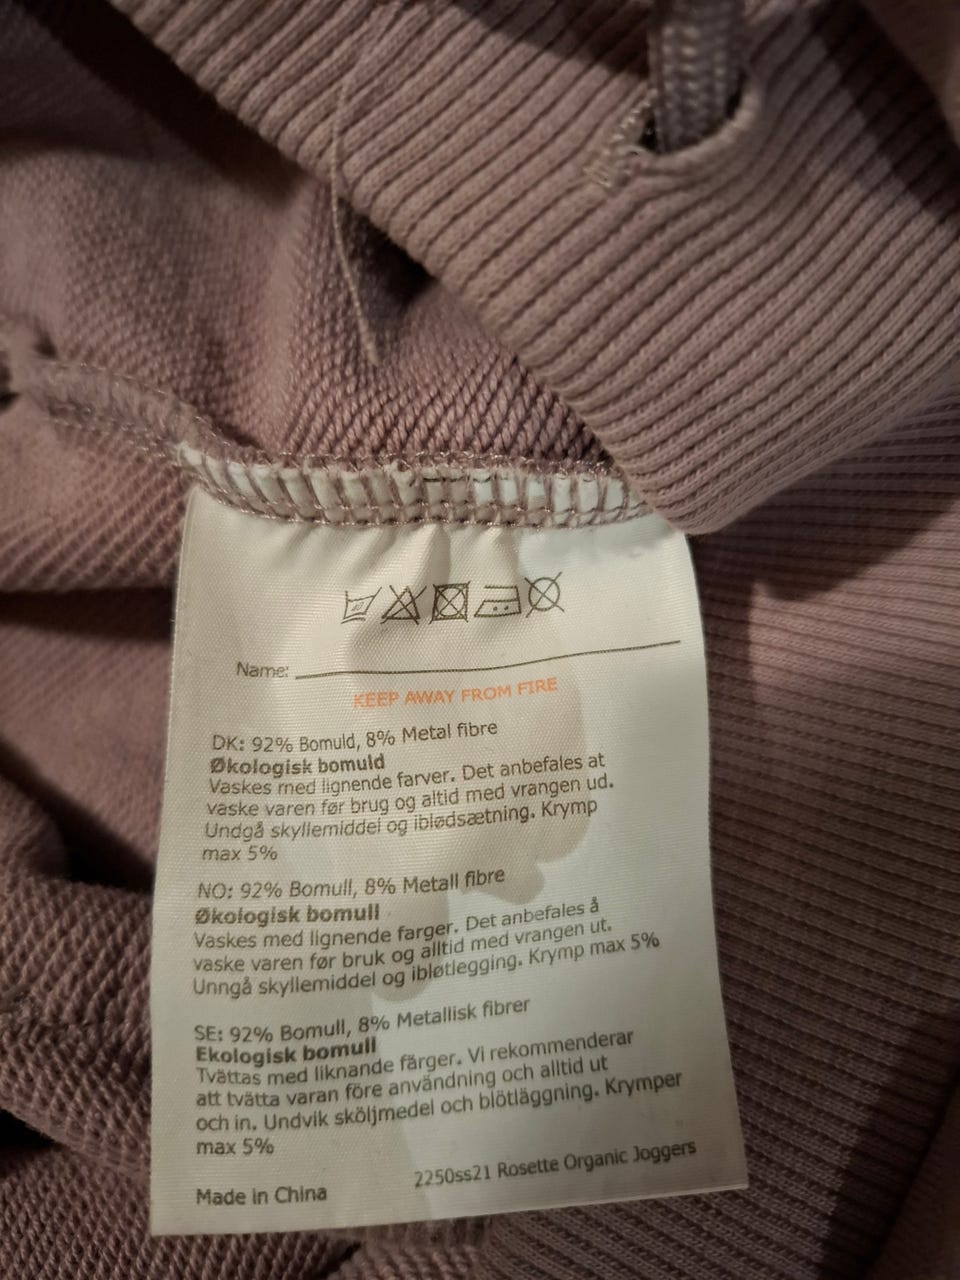 40
Name:
KEEP AWAY FROM FIRE
DK: 92% Bomuld, 8% Metal fibre
Økologisk bomuld
Vaskes med lignende farver. Det anbefales at
vaske varen før brug og altid med vrangen ud.
Undgå skyllemiddel og iblødsætning. Krymp
max 5%
NO: 92% Bomull, 8% Metall fibre
Økologisk bomull
Vaskes med lignende farger. Det anbefales å
vaske varen før bruk og alltid med vrangen ut.
Unngå skyllemiddel og ibløtlegging. Krymp max 5%
SE: 92% Bomull, 8% Metallisk fibrer
Ekologisk bomull
Tvättas med liknande färger. Vi rekommenderar
att tvätta varan före användning och alltid ut
och in. Undvik sköljmedel och blötläggning. Krymper
max 5%
2250ss21 Rosette Organic Joggers
Made in China